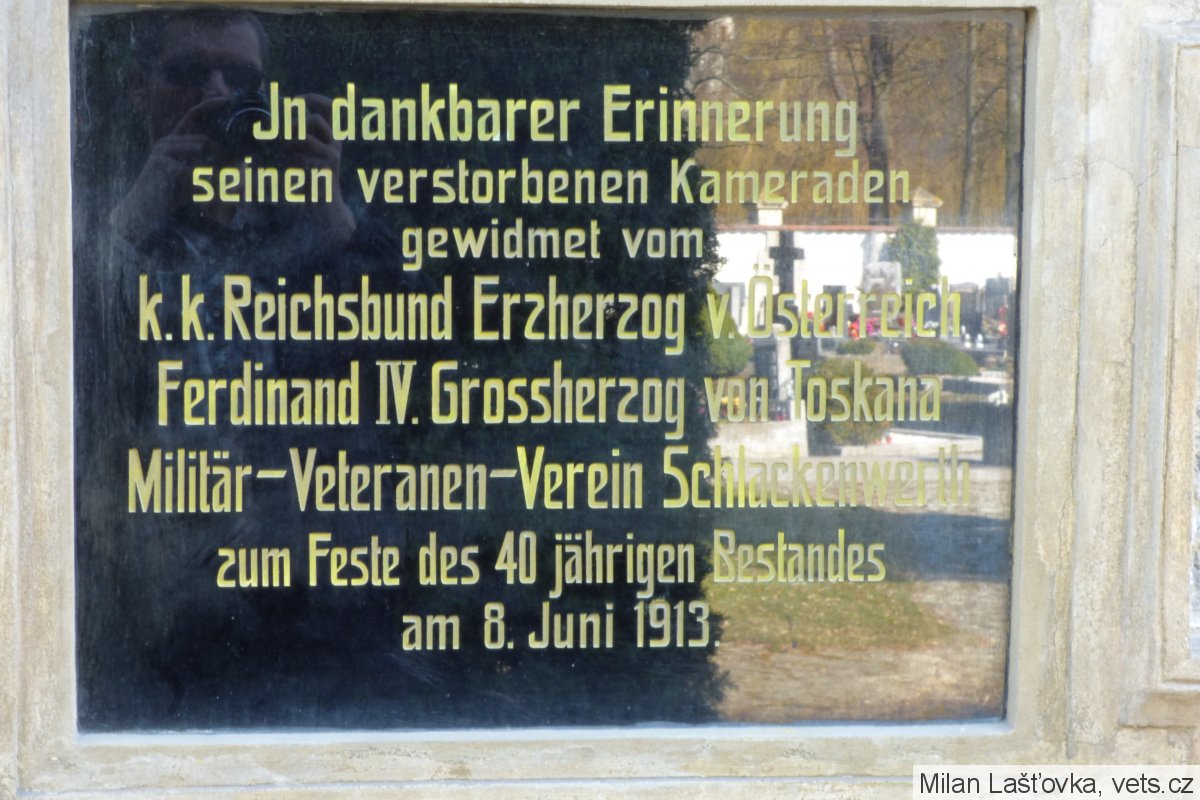 In dankbarer Erinnerung
seinen verstorbenen Kameraden
gewidmet vom
k. k. Reichsbund Erzherzog v. Österreich
Ferdinand IV. Grossherzog von Toskana
Militär-Veteranen-Verein Schlackenwerth
zum Feste des 40 jährigen Bestandes
am 8. Juni 1913.
Milan Lašťovka, vets.cz